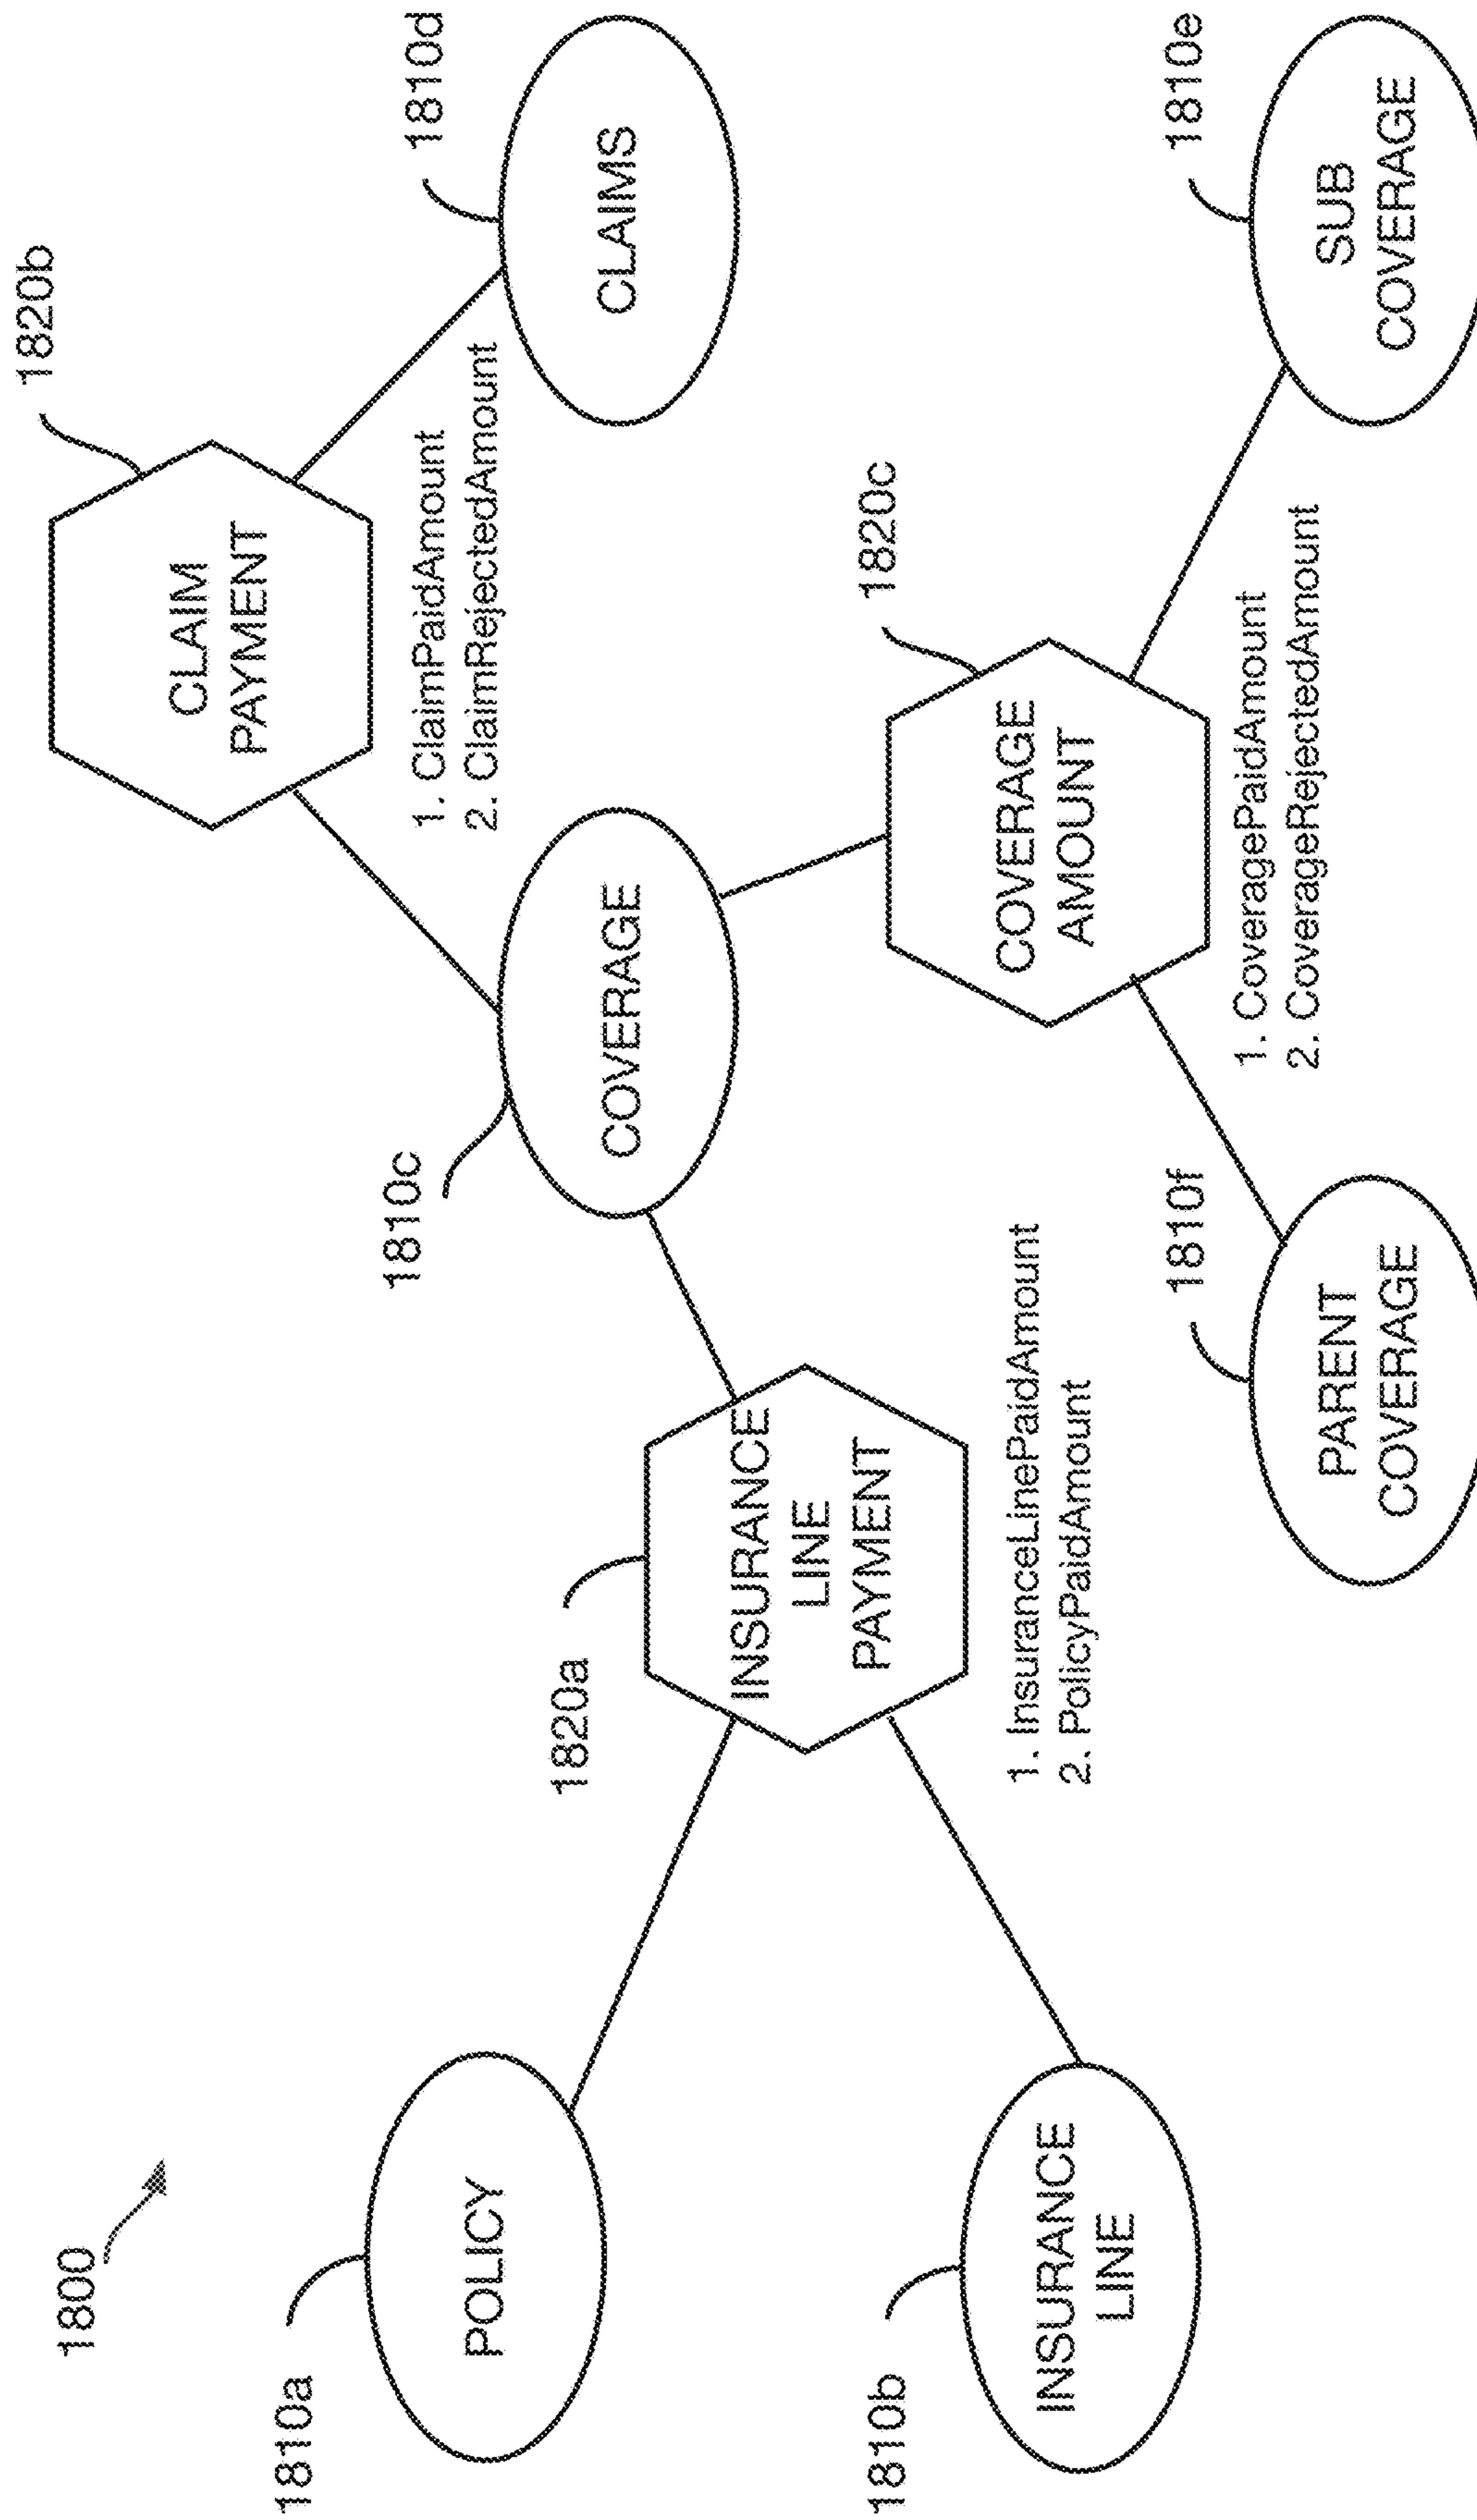 1800
1820b
CLAIM
PAYMENT
1. ClaimPaidAmount
2. ClaimRejectedAmount
1810a
POLICY
1810c
COVERAGE
1810d
CLAIMS
1820a
INSURANCE
LINE
PAYMENT
1. InsuranceLinePaidAmount
2. PolicyPaidAmount
1820c
COVERAGE
AMOUNT
1. CoveragePaidAmount
2. CoverageRejectedAmount
1810b
INSURANCE
LINE
1810f
PARENT
COVERAGE
1810e
SUB
COVERAGE